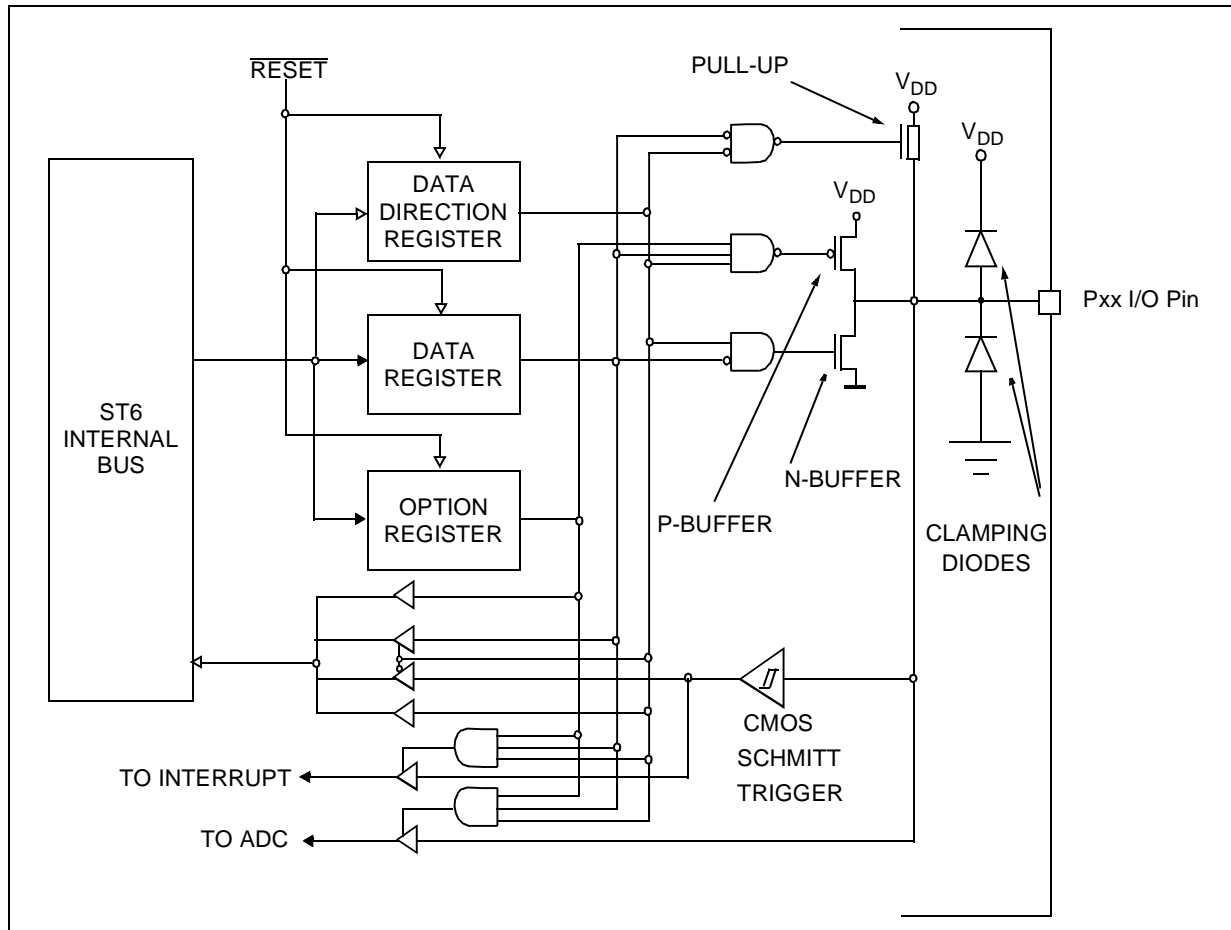 RESET
PULL-UP
VDD
VDD
DATA
DIRECTION
REGISTER
VDD
Pxx I/O Pin
DATA
REGISTER
ST6
INTERNAL
BUS
N-BUFFER
OPTION
REGISTER
P-BUFFER
CLAMPING
DIODES
CMOS
SCHMITT
TRIGGER
TO INTERRUPT
TO ADC